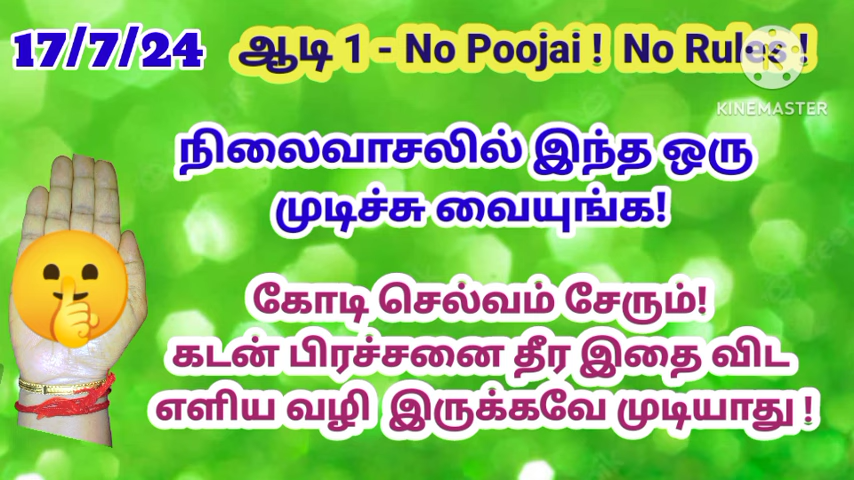 17/7/24 ஆடி 1 - No Poojai ! No Rules !
KINEMASTER
நிலைவாசலில் இந்த ஒரு
முடிச்சு வையுங்க!
கோடி செல்வம் சேரும்!
கடன் பிரச்சனை தீர இதை விட
எளிய வழி இருக்கவே முடியாது !